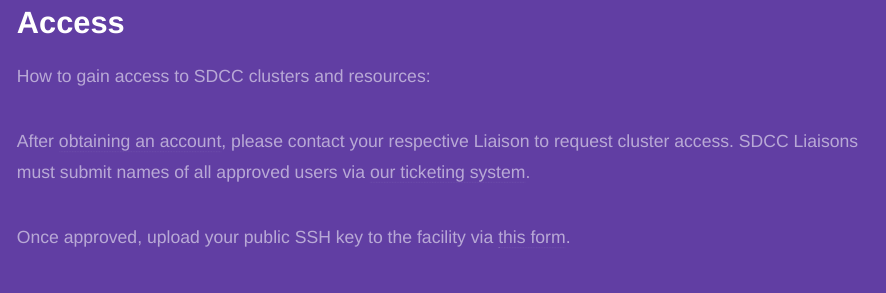 Access
How to gain access to SDCC clusters and resources:
After obtaining an account, please contact your respective Liaison to request cluster access. SDCC Liaisons
must submit names of all approved users via our ticketing system.
Once approved, upload your public SSH key to the facility via this form.